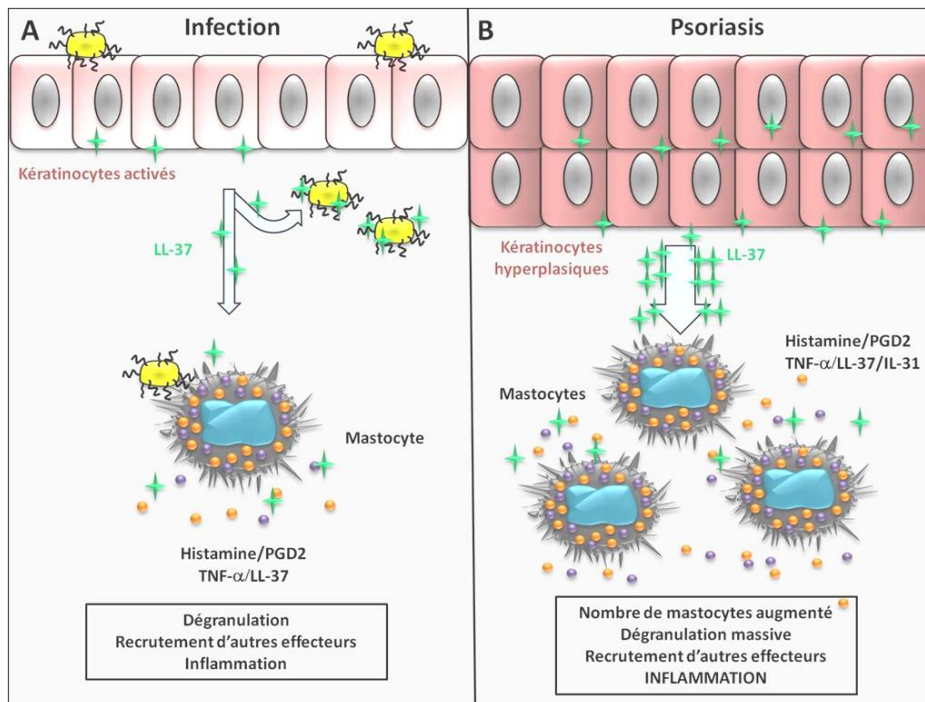 A
Infection
Kératinocytes activés
LL-37
Mastocyte
Histamine/PGD2
TNF-α/LL-37
Dégranulation
Recrutement d'autres effecteurs
Inflammation
B
Psoriasis
Kératinocytes
hyperplasiques
LL-37
Histamine/PGD2
TNF-α/LL-37/IL-31
Mastocytes
Nombre de mastocytes augmenté
Dégranulation massive
Recrutement d'autres effecteurs
INFLAMMATION